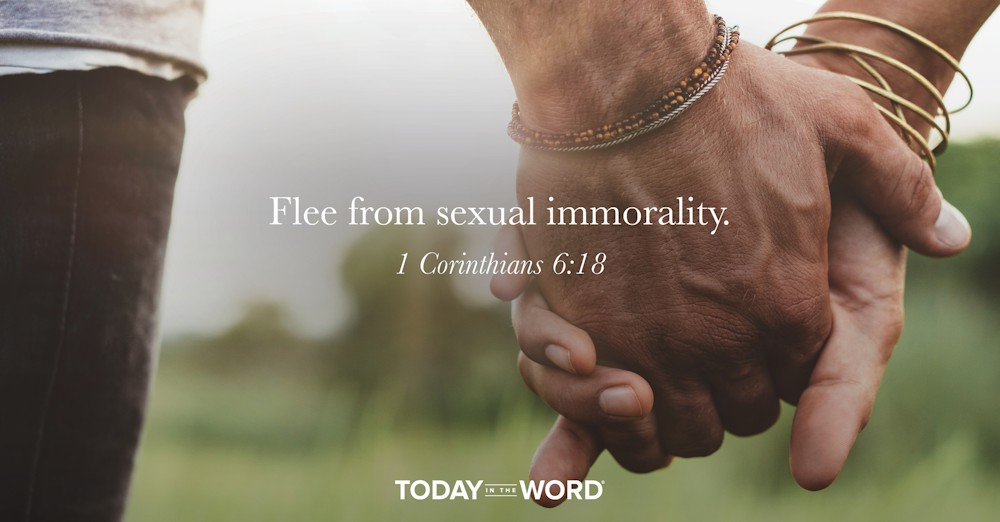 Flee from sexual immorality.
1 Corinthians 6:18
TODAY IN THE WORD®